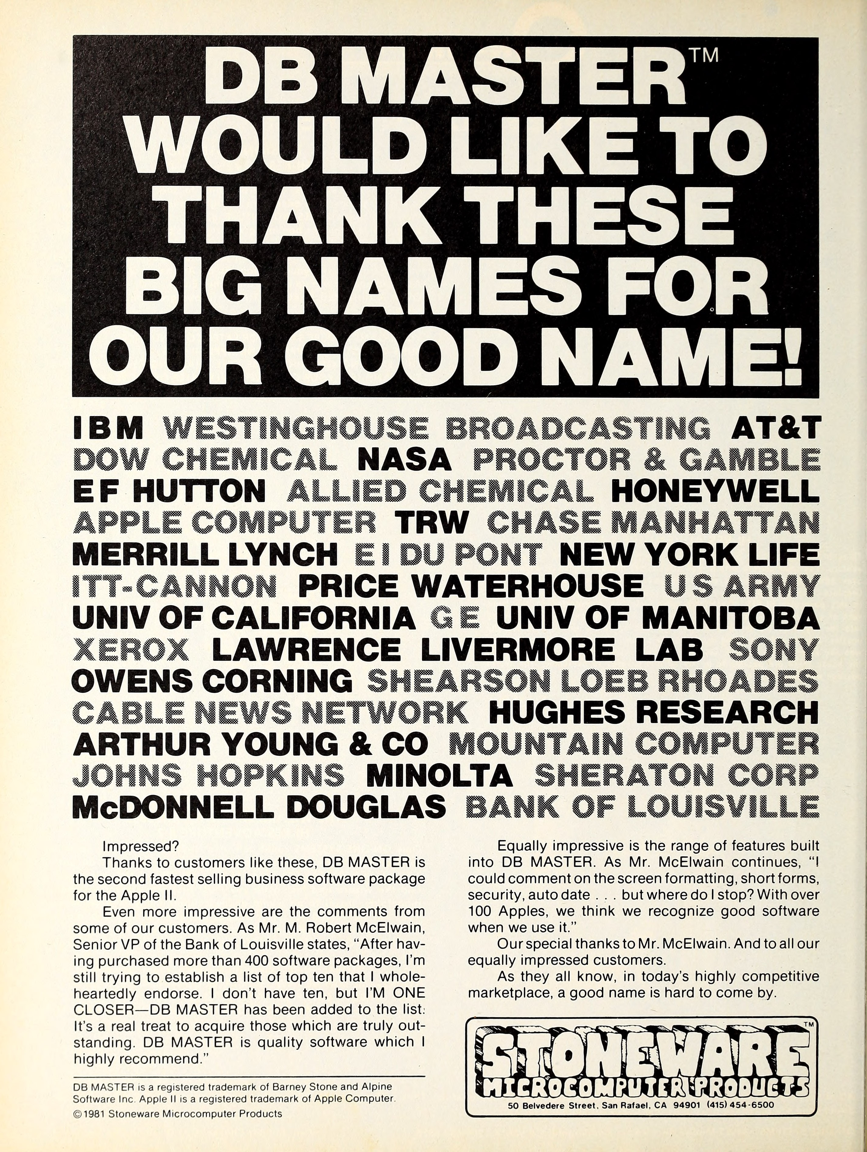 DB MASTER™
WOULD LIKE TO
THANK THESE
BIG NAMES FOR
OUR GOOD NAME!
IBM WESTINGHOUSE BROADCASTING AT&T
DOW CHEMICAL NASA PROCTOR & GAMBLE
EF HUTTON ALLIED CHEMICAL HONEYWELL
APPLE COMPUTER TRW CHASE MANHATTAN
MERRILL LYNCH E I DU PONT NEW YORK LIFE
ITT-CANNON PRICE WATERHOUSE US ARMY
UNIV OF CALIFORNIA GE UNIV OF MANITOBA
XEROX LAWRENCE LIVERMORE LAB SONY
OWENS CORNING SHEARSON LOEB RHOADES
CABLE NEWS NETWORK HUGHES RESEARCH
ARTHUR YOUNG & CO MOUNTAIN COMPUTER
JOHNS HOPKINS MINOLTA SHERATON CORP
McDONNELL DOUGLAS BANK OF LOUISVILLE
Impressed?
Thanks to customers like these, DB MASTER is
the second fastest selling business software package
for the Apple II.
Even more impressive are the comments from
some of our customers. As Mr. M. Robert McElwain,
Senior VP of the Bank of Louisville states, “After hav-
ing purchased more than 400 software packages, I’m
still trying to establish a list of top ten that I whole-
heartedly endorse. I don’t have ten, but I’M ONE
CLOSER—DB MASTER has been added to the list.
It’s a real treat to acquire those which are truly out-
standing. DB MASTER is quality software which I
highly recommend.”
DB MASTER is a registered trademark of Barney Stone and Alpine
Software Inc. Apple II is a registered trademark of Apple Computer.
©1981 Stoneware Microcomputer Products
Equally impressive is the range of features built
into DB MASTER. As Mr. McElwain continues, “I
could comment on the screen formatting, short forms,
security, auto date . . . but where do I stop? With over
100 Apples, we think we recognize good software
when we use it.”
Our special thanks to Mr. McElwain. And to all our
equally impressed customers.
As they all know, in today’s highly competitive
marketplace, a good name is hard to come by.
STONEWARE™
MICROCOMPUTER PRODUCTS
50 Belvedere Street, San Rafael, CA 94901 (415) 454-6500